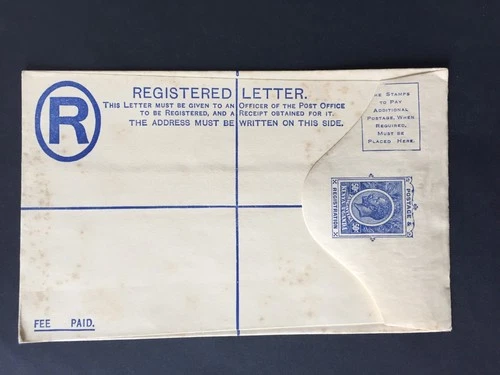 R
REGISTERED LETTER.
THIS LETTER MUST BE GIVEN TO AN OFFICER OF THE POST OFFICE
TO BE REGISTERED, AND A RECEIPT OBTAINED FOR IT.
THE ADDRESS MUST BE WRITTEN ON THIS SIDE.
STAMPS
TO PAY
ADDITIONAL
POSTAGE, WHEN
REQUIRED,
MUST BE
PLACED HERE.
POSTAGE &
REGISTRATION
FEE PAID.